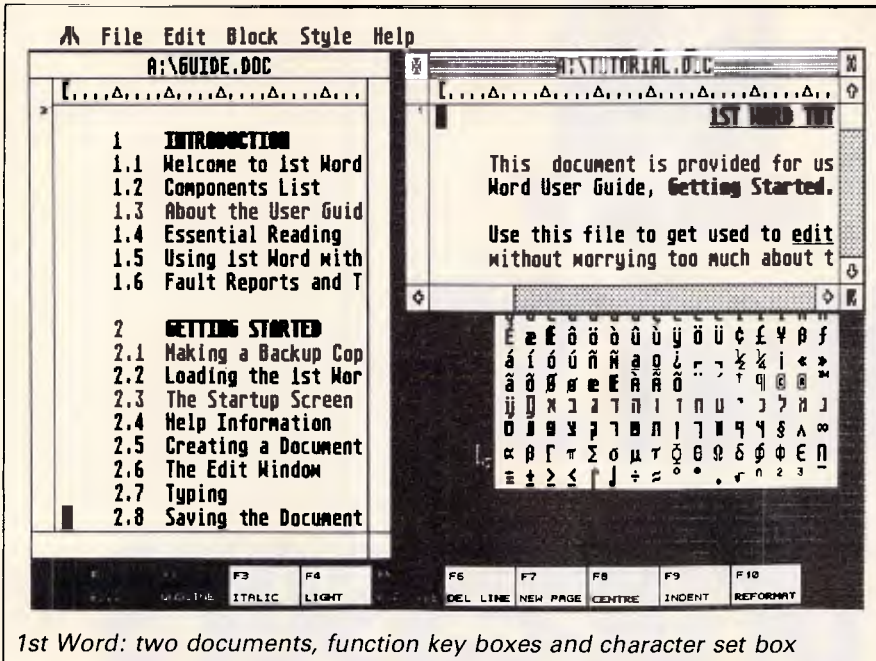 File Edit Block Style Help
A:\GUIDE.DOC
1 INTRODUCTION
1.1 Welcome to 1st Word
1.2 Components List
1.3 About the User Guid
1.4 Essential Reading
1.5 Using 1st Word with
1.6 Fault Reports and T
2 GETTING STARTED
2.1 Making a Backup Cop
2.2 Loading the 1st Wor
2.3 The Startup Screen
2.4 Help Information
2.5 Creating a Document
2.6 The Edit Window
2.7 Typing
2.8 Saving the Document
A:\TUTORIAL.DOC
1ST WORD TUT
This document is provided for us
Word User Guide, Getting Started.
Use this file to get used to edit
without worrying too much about t
F3 ITALIC
F4 LIGHT
F6 DEL LINE
F7 NEW PAGE
F8 CENTRE
F9 INDENT
F10 REFORMAT
1st Word: two documents, function key boxes and character set box